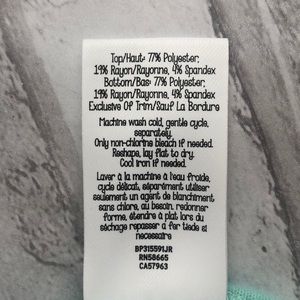 Top/Haut: 77% Polyester,
19% Rayon/Rayonne, 4% Spandex
Bottom/Bas: 77% Polyester,
19% Rayon/Rayonne, 4% Spandex
Exclusive Of Trim/Sauf La Bordure
Machine wash cold, gentle cycle,
separately.
Only non-chlorine bleach if needed.
Reshape, lay flat to dry.
Cool iron if needed.
Laver à la machine à l'eau froide,
cycle délicat, séparément utiliser
seulement un agent de blanchiment
sans chlore, au besoin. redonner
forme, étendre à plat lors du
séchage repasser à fer tiede si
necessaire
BP315591JR
RN58665
CA57963